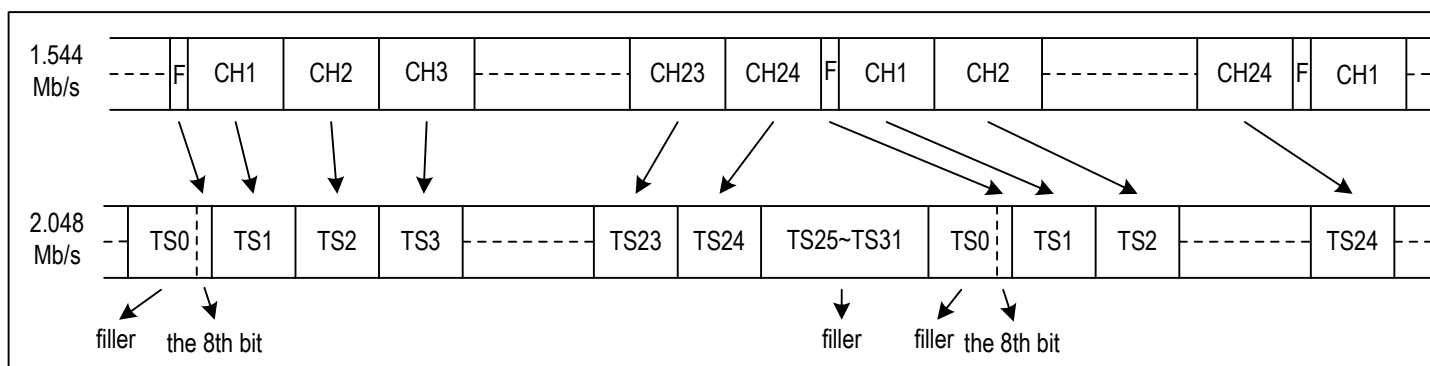 1.544
Mb/s
F CH1 CH2 CH3 CH23 CH24 F CH1 CH2 CH24 F CH1
2.048
Mb/s
TS0 TS1 TS2 TS3 TS23 TS24 TS25~TS31 TS0 TS1 TS2 TS24
filler the 8th bit filler filler the 8th bit